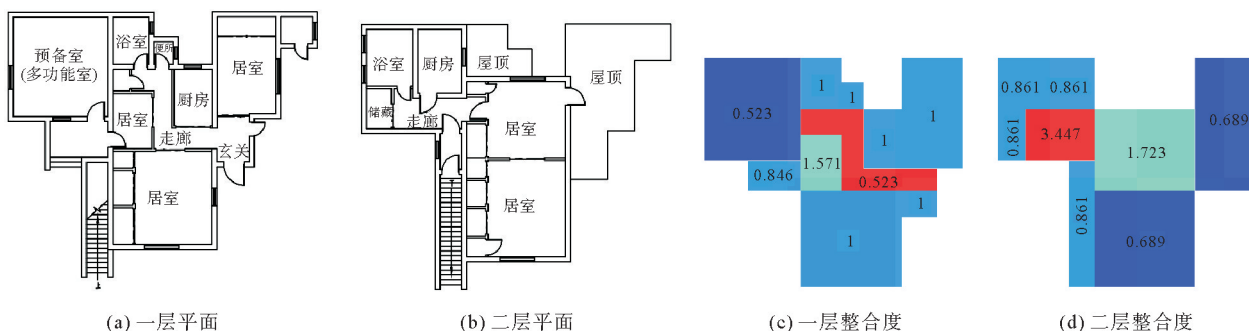 预备室
(多功能室)
浴室
便所
居室
居室
厨房
走廊
玄关
居室
浴室
厨房
屋顶
屋顶
储藏
走廊
居室
居室
0.523
1
1
1
1
1.571
0.846
0.523
1
1
0.861
0.861
0.861
3.447
1.723
0.689
0.861
0.689
(a) 一层平面
(b) 二层平面
(c) 一层整合度
(d) 二层整合度